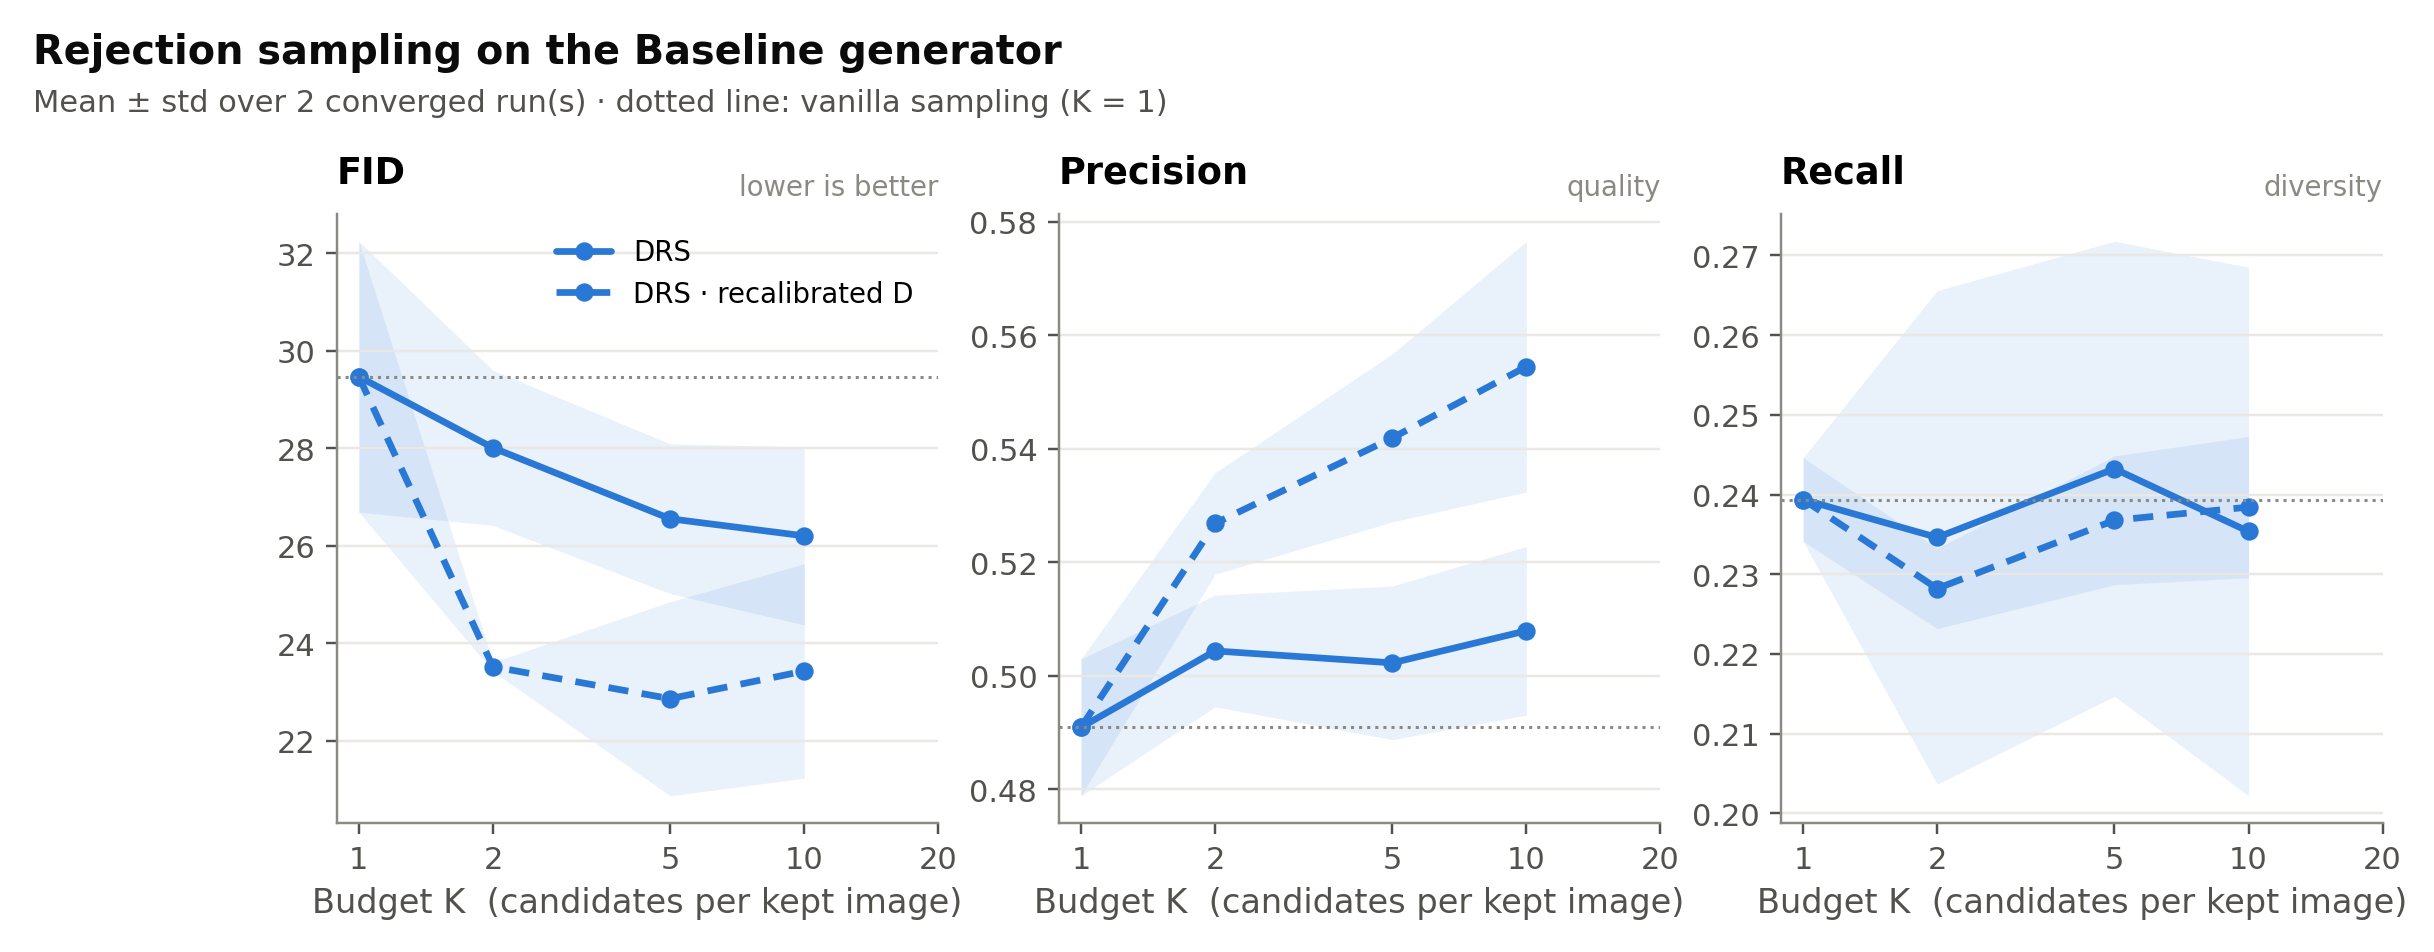 Rejection sampling on the Baseline generator
Mean ± std over 2 converged run(s) · dotted line: vanilla sampling (K = 1)
FID
lower is better
DRS
DRS · recalibrated D
32
30
28
26
24
22
1 2 5 10 20
Budget K (candidates per kept image)
Precision
quality
0.58
0.56
0.54
0.52
0.50
0.48
1 2 5 10 20
Budget K (candidates per kept image)
Recall
diversity
0.27
0.26
0.25
0.24
0.23
0.22
0.21
0.20
1 2 5 10 20
Budget K (candidates per kept image)